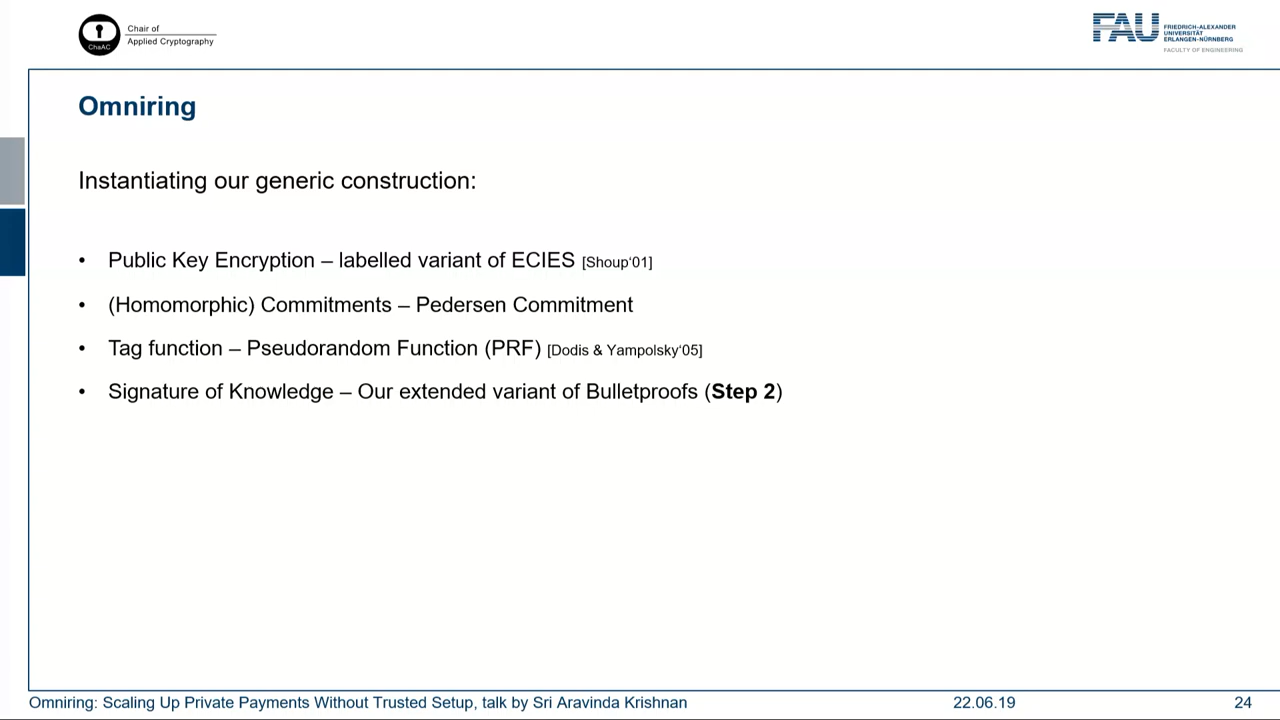 ChaAC
Chair of
Applied Cryptography
FAU
FRIEDRICH-ALEXANDER
UNIVERSITÄT
ERLANGEN-NÜRNBERG
FACULTY OF ENGINEERING
Omniring
Instantiating our generic construction:
• Public Key Encryption – labelled variant of ECIES [Shoup‘01]
• (Homomorphic) Commitments – Pedersen Commitment
• Tag function – Pseudorandom Function (PRF) [Dodis & Yampolsky‘05]
• Signature of Knowledge – Our extended variant of Bulletproofs (Step 2)
Omniring: Scaling Up Private Payments Without Trusted Setup, talk by Sri Aravinda Krishnan
22.06.19
24